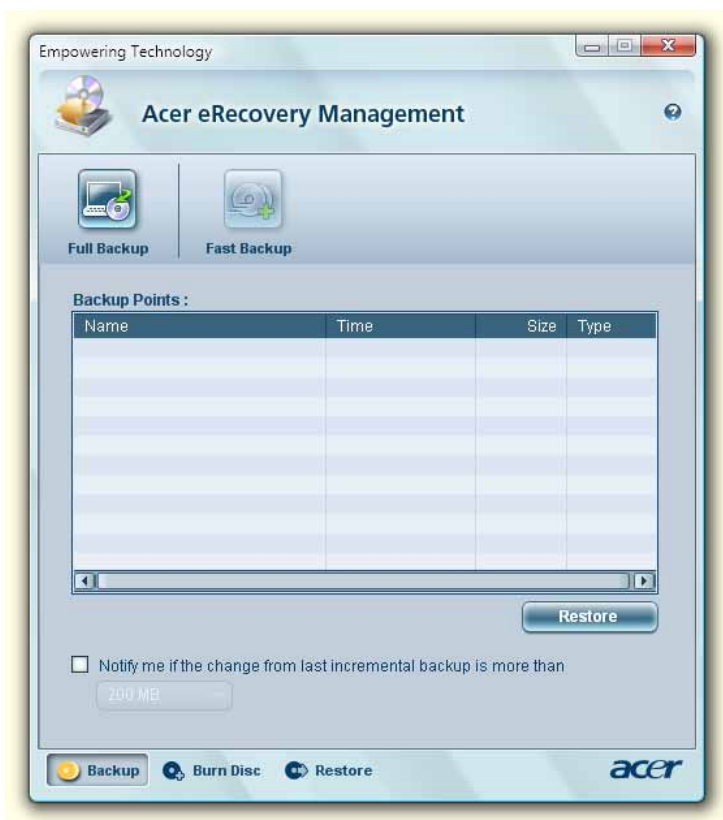 Empowering Technology
Acer eRecovery Management
Full Backup
Fast Backup
Backup Points :
Name Time Size Type
Restore
Notify me if the change from last incremental backup is more than
200 MB
Backup Burn Disc Restore acer